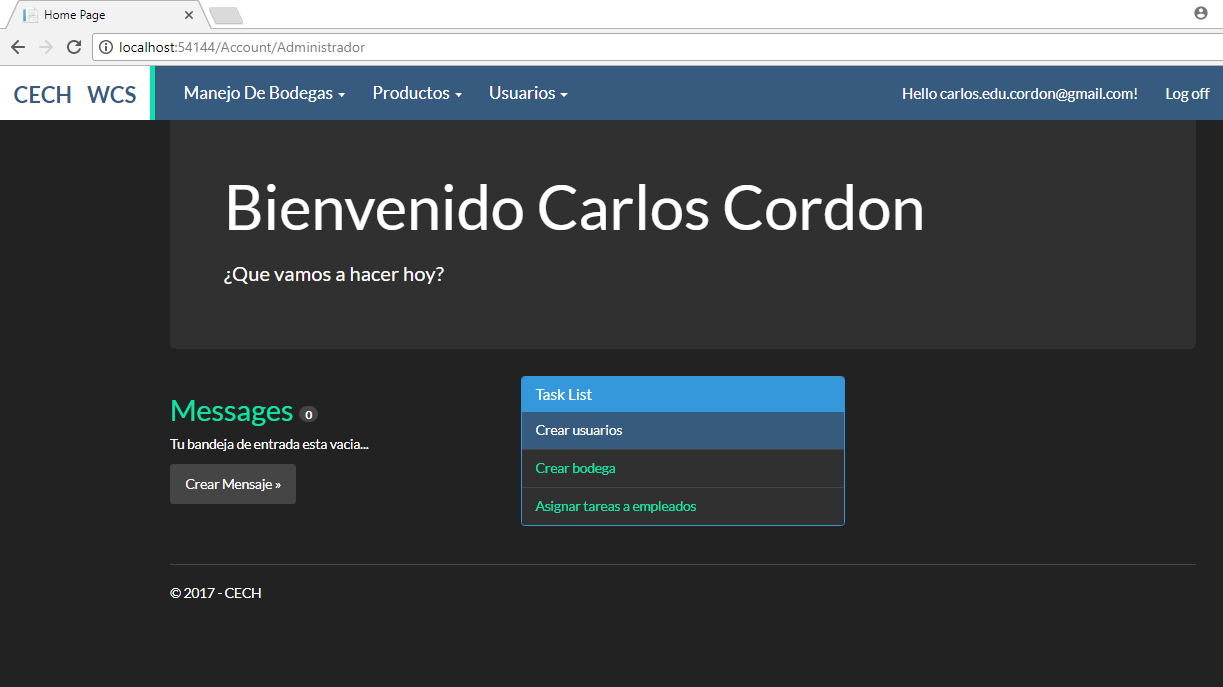 Home Page
localhost:54144/Account/Administrador
CECH WCS
Manejo De Bodegas
Productos
Usuarios
Hello carlos.edu.cordon@gmail.com!
Log off
Bienvenido Carlos Cordon
¿Que vamos a hacer hoy?
Messages 0
Tu bandeja de entrada esta vacia...
Crear Mensaje »
Task List
Crear usuarios
Crear bodega
Asignar tareas a empleados
© 2017 - CECH